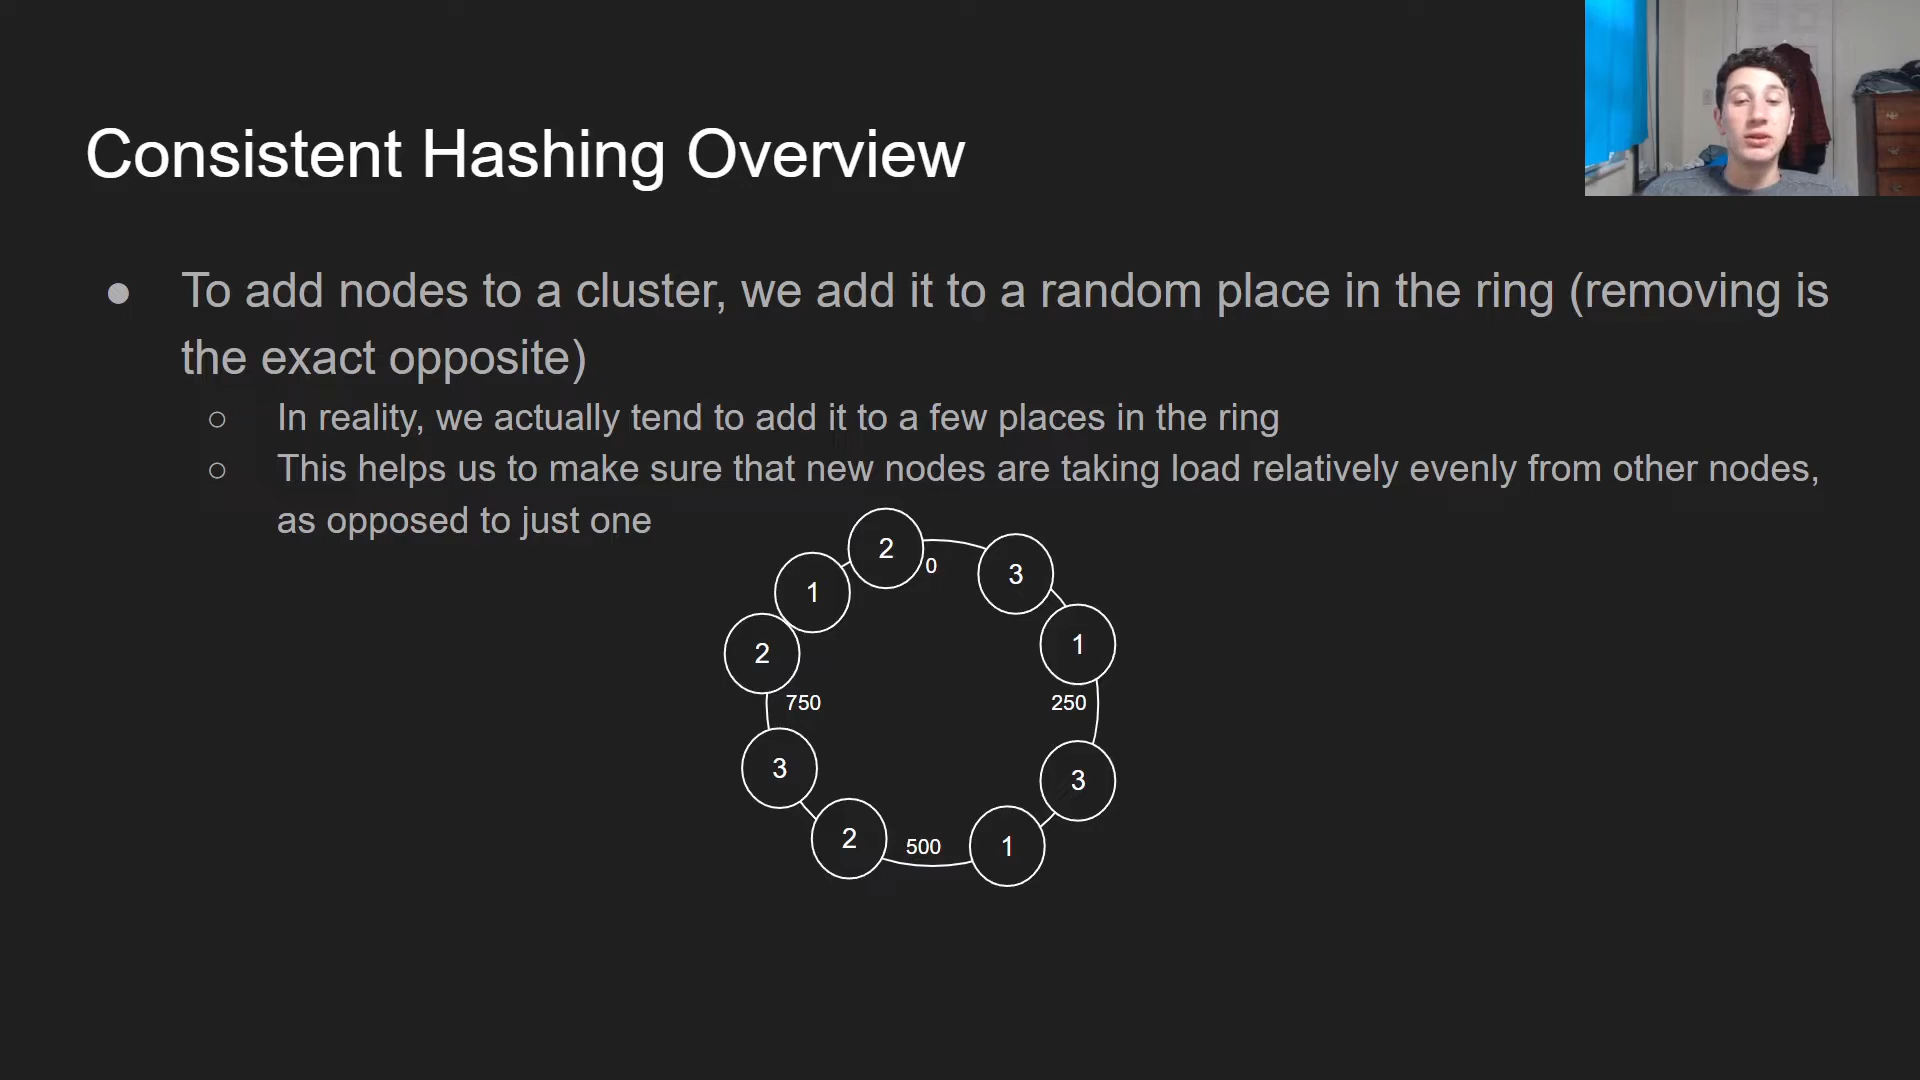 Consistent Hashing Overview
● To add nodes to a cluster, we add it to a random place in the ring (removing is
the exact opposite)
○ In reality, we actually tend to add it to a few places in the ring
○ This helps us to make sure that new nodes are taking load relatively evenly from other nodes,
as opposed to just one
2
0
3
1
1
2
750
250
3
3
2
500
1